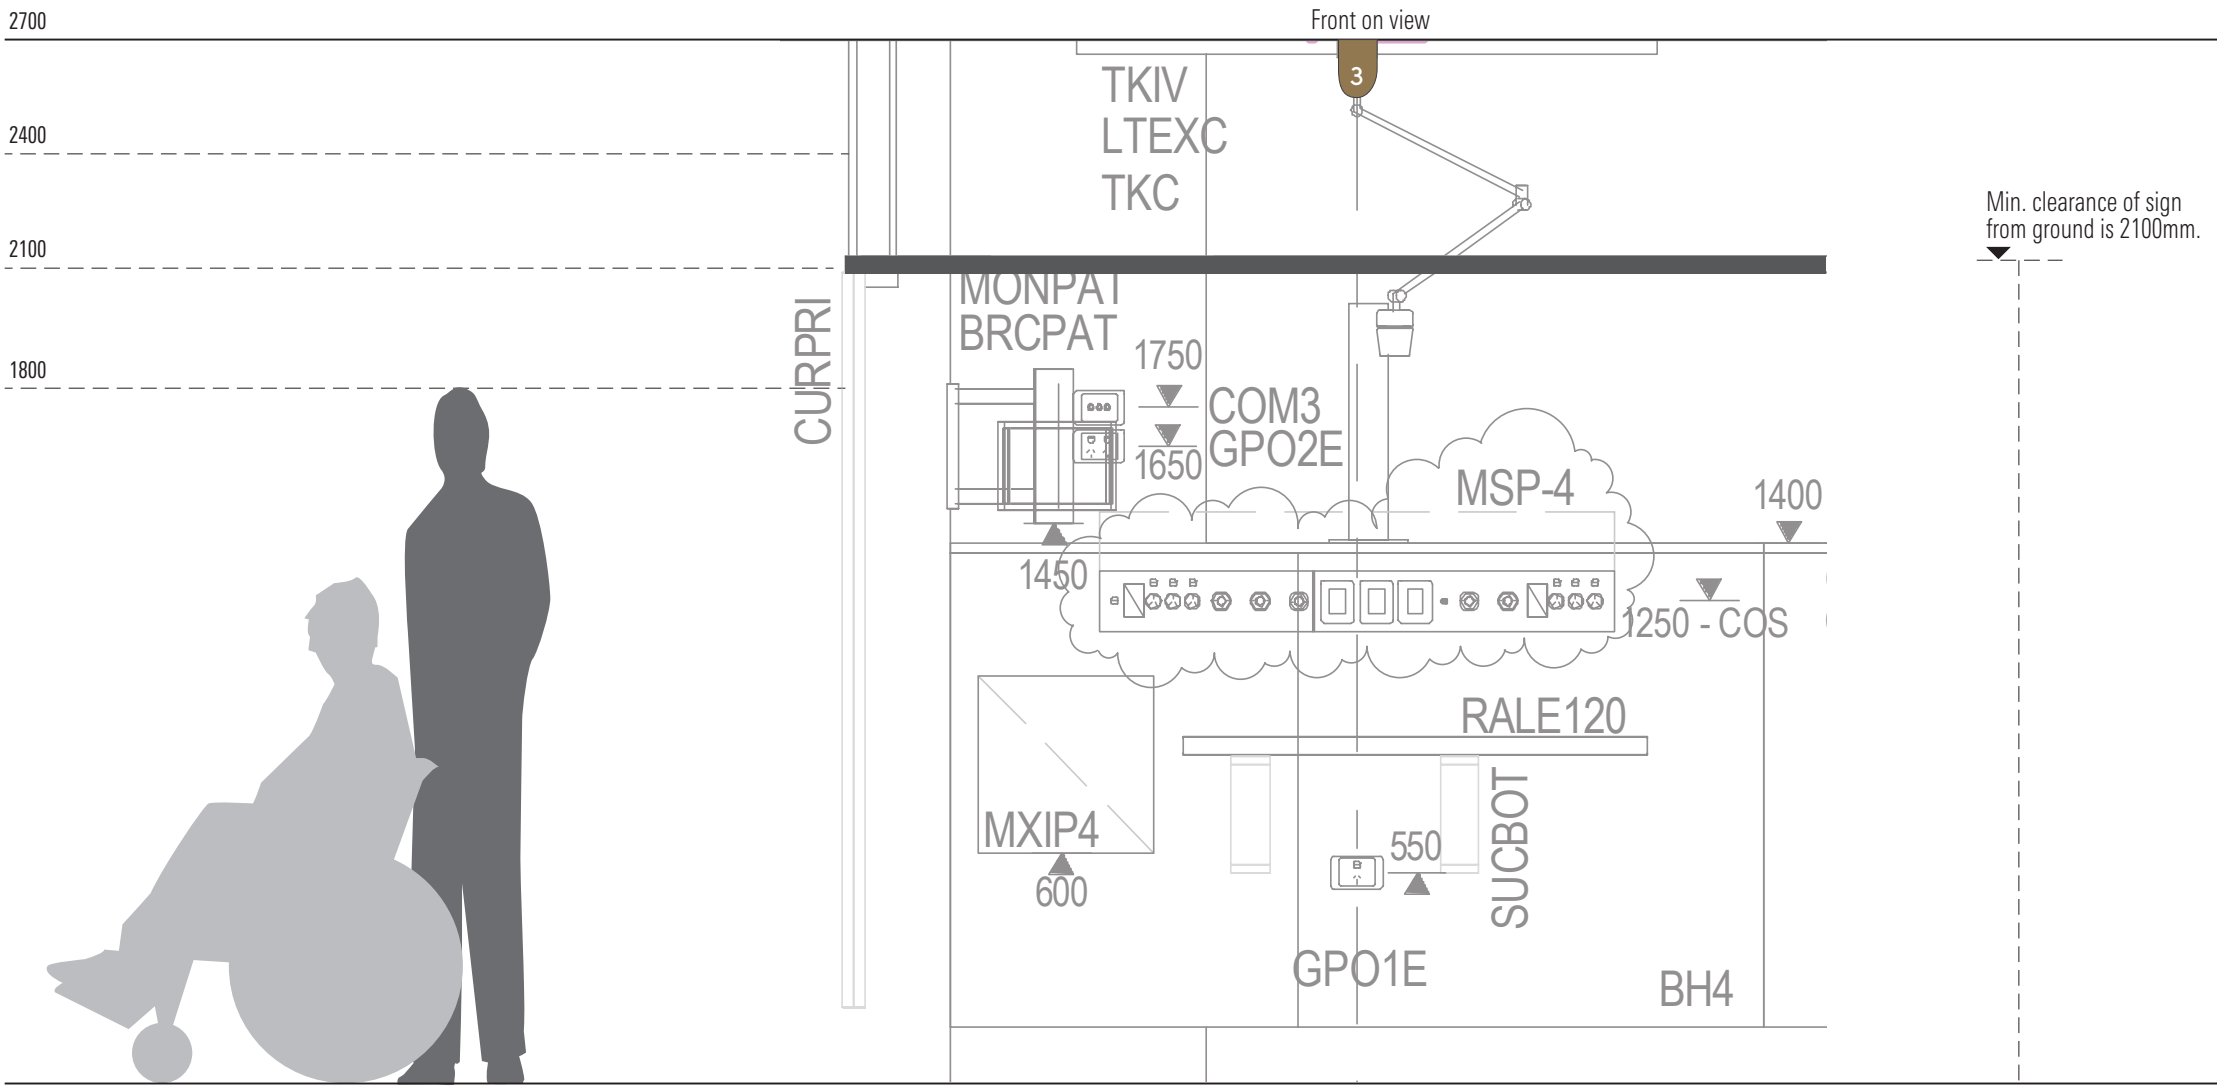 2700
Front on view
3
TKIV
LTEXC
TKC
2400
Min. clearance of sign
from ground is 2100mm.
2100
MONPAT
BRCPAT
CURPRI
1750
1800
COM3
GPO2E
1650
MSP-4
1400
1450
1250 - COS
RALE120
SUCBOT
MXIP4
550
600
GPO1E
BH4